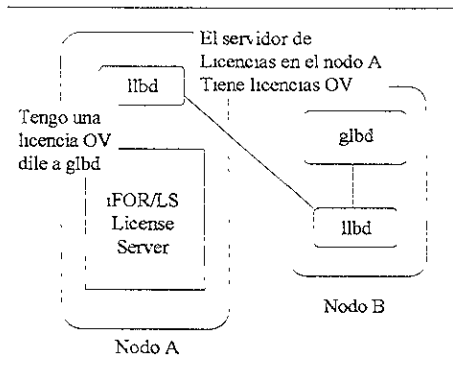 El servidor de
Licencias en el nodo A
Tiene licencias OV
llbd
Tengo una
licencia OV
dile a glbd
iFOR/LS
License
Server
Nodo A
glbd
llbd
Nodo B